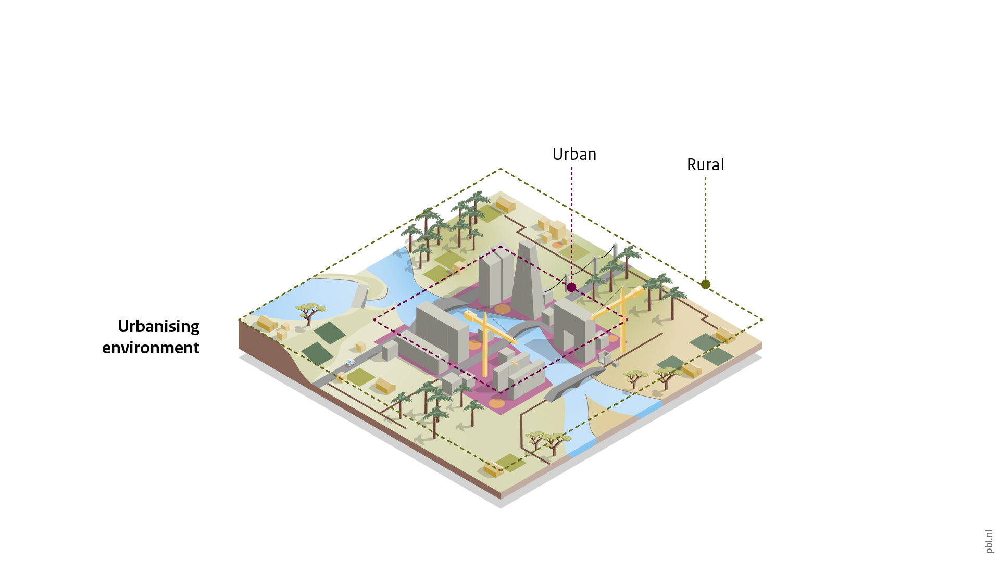 Urban
Rural
Urbanising
environment
pbl.nl